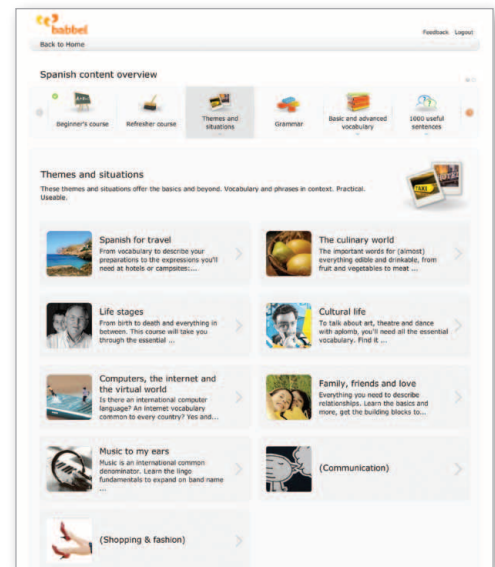 babbel
Feedback Logout
Back to Home
Spanish content overview
Beginner's course
Refresher course
Themes and
situations
Grammar
Basic and advanced
vocabulary
1000 useful
sentences
Themes and situations
These themes and situations offer the basics and beyond. Vocabulary and phrases in context. Practical.
Useable.
TAXI
Spanish for travel
From vocabulary to describe your
preparations to the expressions you'll
need at hotels or campsites:...
The culinary world
The important words for (almost)
everything edible and drinkable, from
fruit and vegetables to meat ...
Life stages
From birth to death and everything in
between. This course will take you
through the essential ...
Cultural life
To talk about art, theatre and dance
with aplomb, you'll need all the essential
vocabulary. Find it ...
Computers, the internet and
the virtual world
Is there an international computer
language? An internet vocabulary
common to every country? Yes and...
Family, friends and love
Everything you need to describe
relationships. Learn the basics and
more, get the building blocks to...
Music to my ears
Music is an international common
denominator. Learn the lingo
fundamentals to expand on band name
...
(Communication)
(Shopping & fashion)